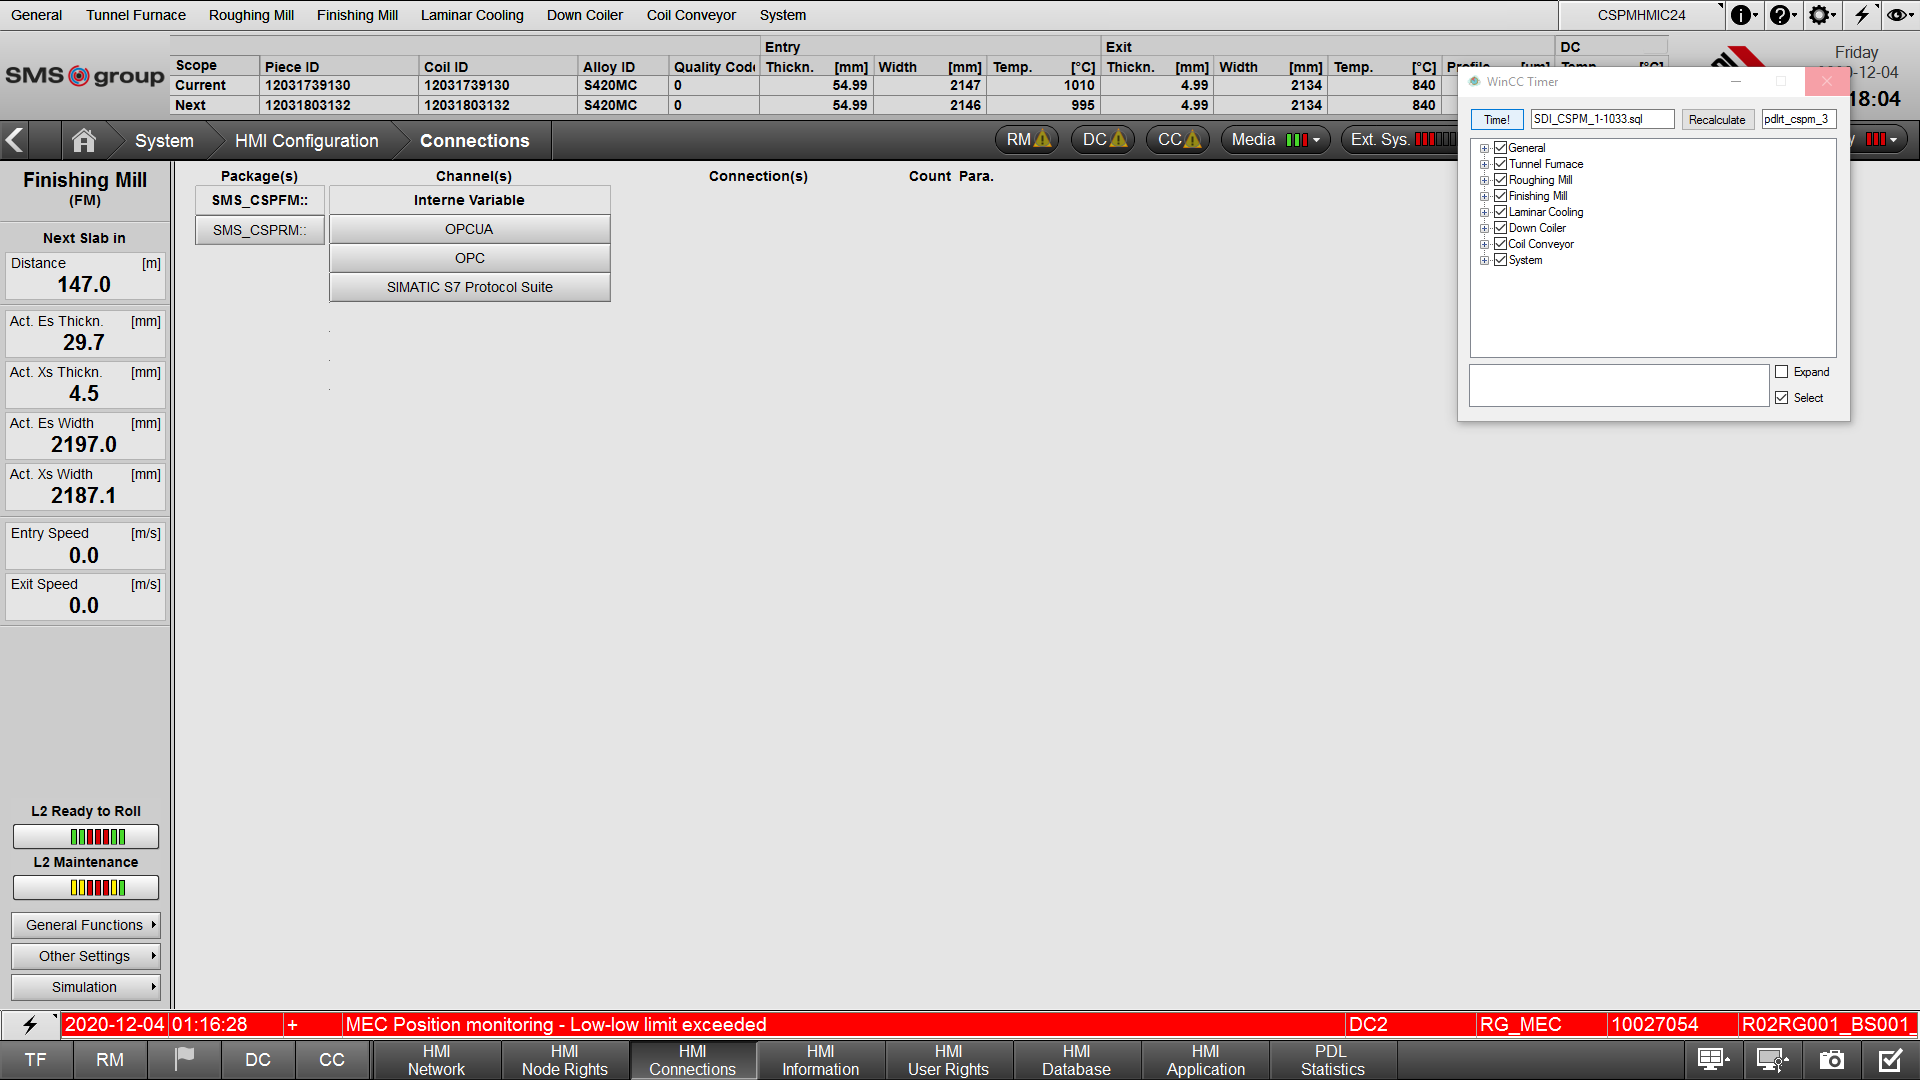 General Tunnel Furnace Roughing Mill Finishing Mill Laminar Cooling Down Coiler Coil Conveyor System CSPMHMIC24
SMS group
Entry Exit DC
Scope Piece ID Coil ID Alloy ID Quality Thickn. [mm] Width [mm] Temp. [°C] Thickn. [mm] Width [mm] Temp. [°C]
Current 12031739130 12031739130 S420MC 0 54.99 2147 1010 4.99 2134 840
Next 12031803132 12031803132 S420MC 0 54.99 2146 995 4.99 2134 840
Friday
-12-04
18:04
System HMI Configuration Connections RM DC CC Media Ext. Sys.
WinCC Timer
Time! SDI_CSPM_1-1033.sql Recalculate pdlrt_cspm_3
General
Tunnel Furnace
Roughing Mill
Finishing Mill
Laminar Cooling
Down Coiler
Coil Conveyor
System
Expand
Select
Finishing Mill
(FM)
Next Slab in
Distance [m]
147.0
Act. Es Thickn. [mm]
29.7
Act. Xs Thickn. [mm]
4.5
Act. Es Width [mm]
2197.0
Act. Xs Width [mm]
2187.1
Entry Speed [m/s]
0.0
Exit Speed [m/s]
0.0
L2 Ready to Roll
L2 Maintenance
General Functions
Other Settings
Simulation
Package(s) Channel(s) Connection(s) Count Para.
SMS_CSPFM:: Interne Variable
SMS_CSPRM:: OPCUA
OPC
SIMATIC S7 Protocol Suite
2020-12-04 01:16:28 + MEC Position monitoring - Low-low limit exceeded DC2 RG_MEC 10027054 R02RG001_BS001_
TF RM DC CC
HMI Network
HMI Node Rights
HMI Connections
HMI Information
HMI User Rights
HMI Database
HMI Application
PDL Statistics